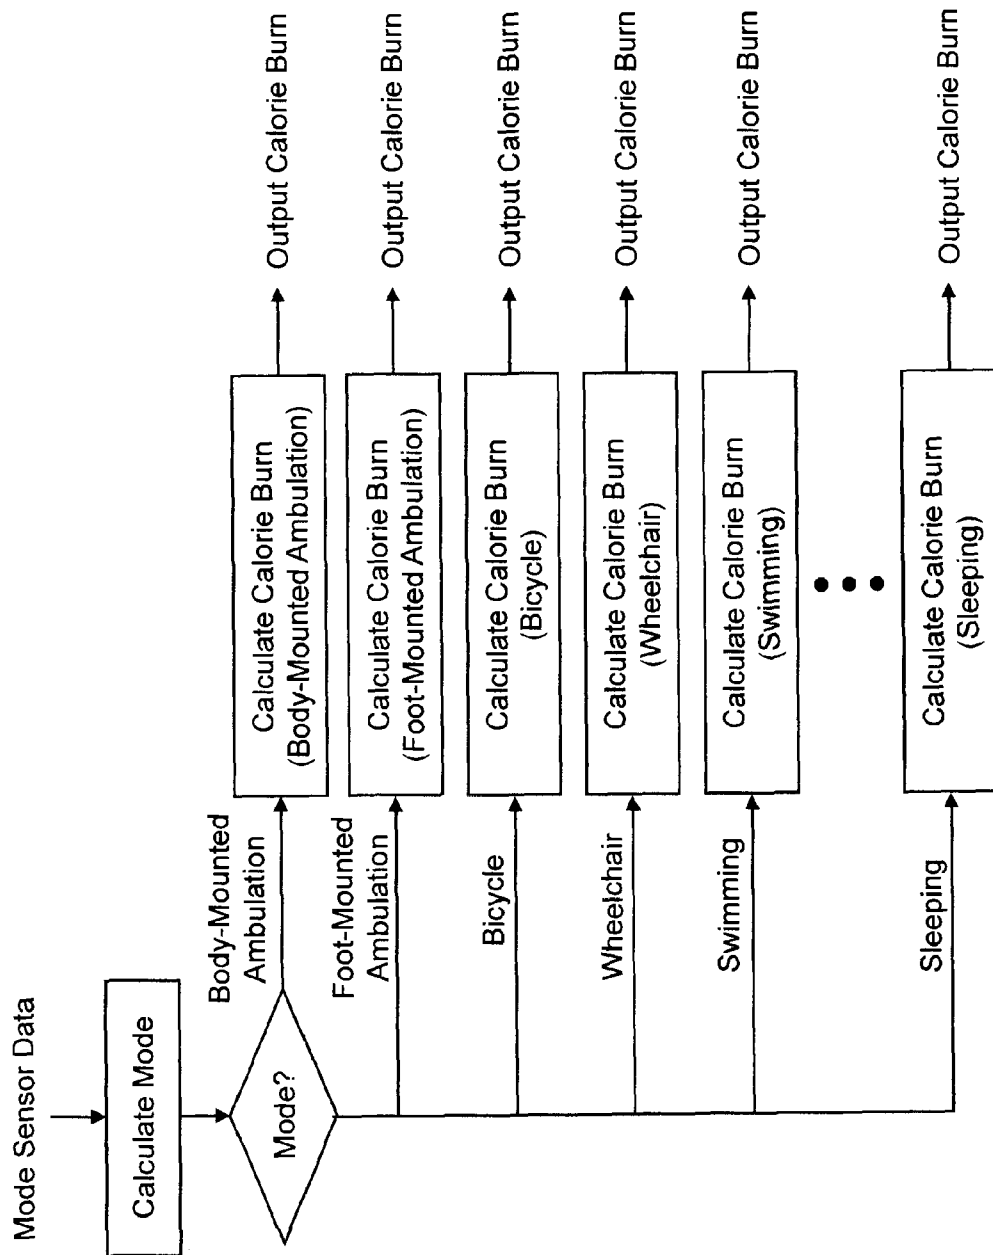 Mode Sensor Data
Calculate Mode
Mode?
Body-Mounted
Ambulation
Calculate Calorie Burn
(Body-Mounted Ambulation)
Output Calorie Burn
Foot-Mounted
Ambulation
Calculate Calorie Burn
(Foot-Mounted Ambulation)
Output Calorie Burn
Bicycle
Calculate Calorie Burn
(Bicycle)
Output Calorie Burn
Wheelchair
Calculate Calorie Burn
(Wheelchair)
Output Calorie Burn
Swimming
Calculate Calorie Burn
(Swimming)
Output Calorie Burn
Sleeping
Calculate Calorie Burn
(Sleeping)
Output Calorie Burn